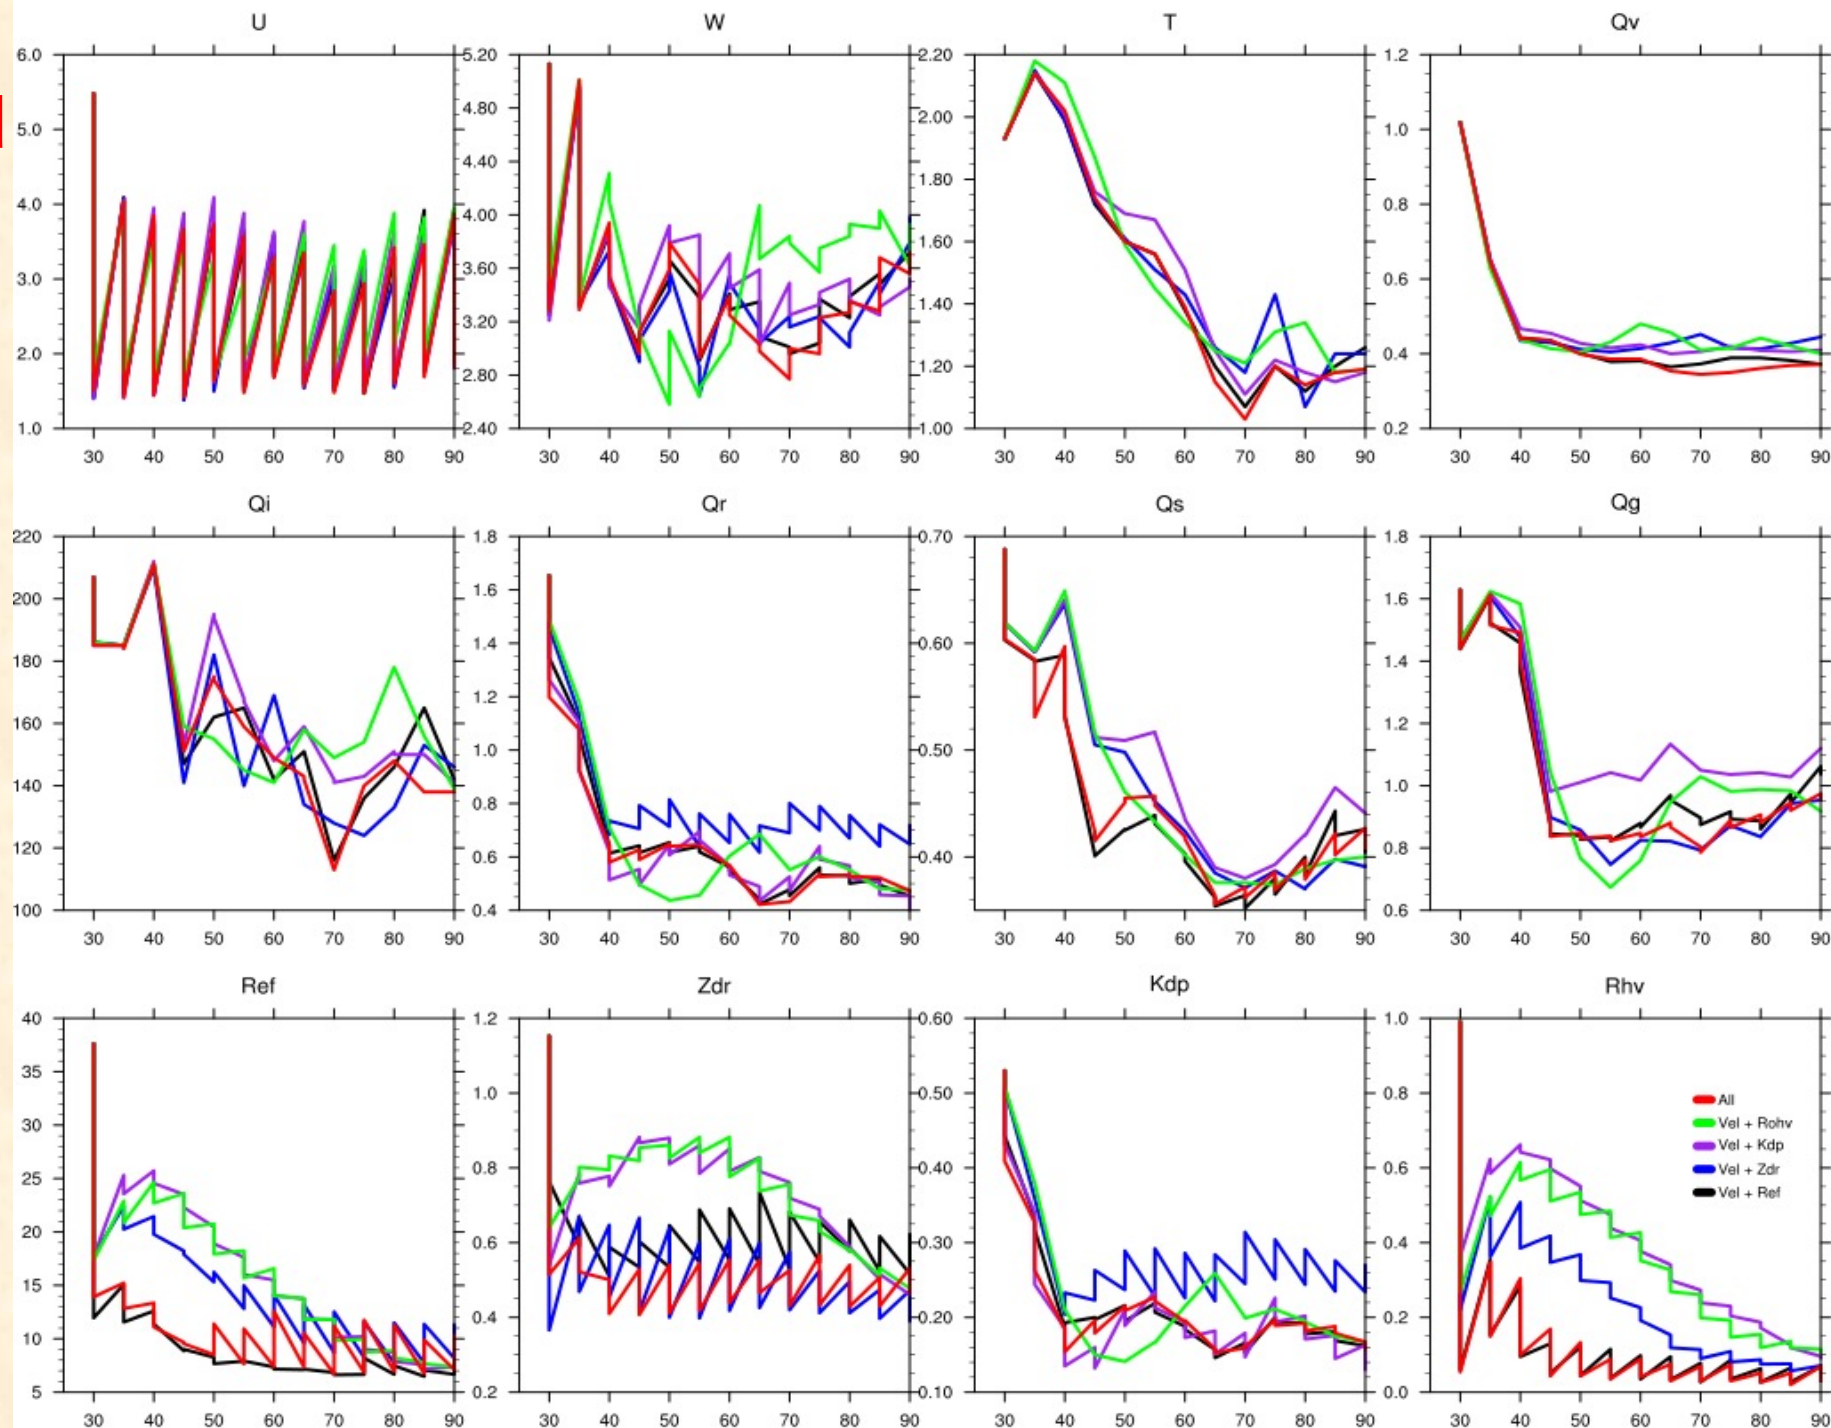 U W T Qv
6.0 5.20 2.20 1.2
5.0 4.80 2.00 1.0
4.40
4.0 1.80 0.8
4.00
3.0 3.60 1.60 0.6
3.20 1.40
2.0 2.80 1.20 0.4
1.0 2.40 1.00 0.2
30 40 50 60 70 80 90 30 40 50 60 70 80 90 30 40 50 60 70 80 90 30 40 50 60 70 80 90
Qi Qr Qs Qg
220 1.8 0.70 1.8
200 1.6 1.6
180 1.4 0.60 1.4
1.2
160 1.0 0.50 1.2
140 1.0
0.8
120 0.6 0.40 0.8
100 0.4 0.6
30 40 50 60 70 80 90 30 40 50 60 70 80 90 30 40 50 60 70 80 90 30 40 50 60 70 80 90
Ref Zdr Kdp Rhv
40 1.2 0.60 1.0
35 1.0 0.50 0.8
30
All
25 0.8 0.40 Vel + Rohv
Vel + Kdp
20 0.6 0.30 0.6
Vel + Zdr
Vel + Ref
15 0.4
10 0.4 0.20 0.2
5 0.2 0.10 0.0
30 40 50 60 70 80 90 30 40 50 60 70 80 90 30 40 50 60 70 80 90 30 40 50 60 70 80 90